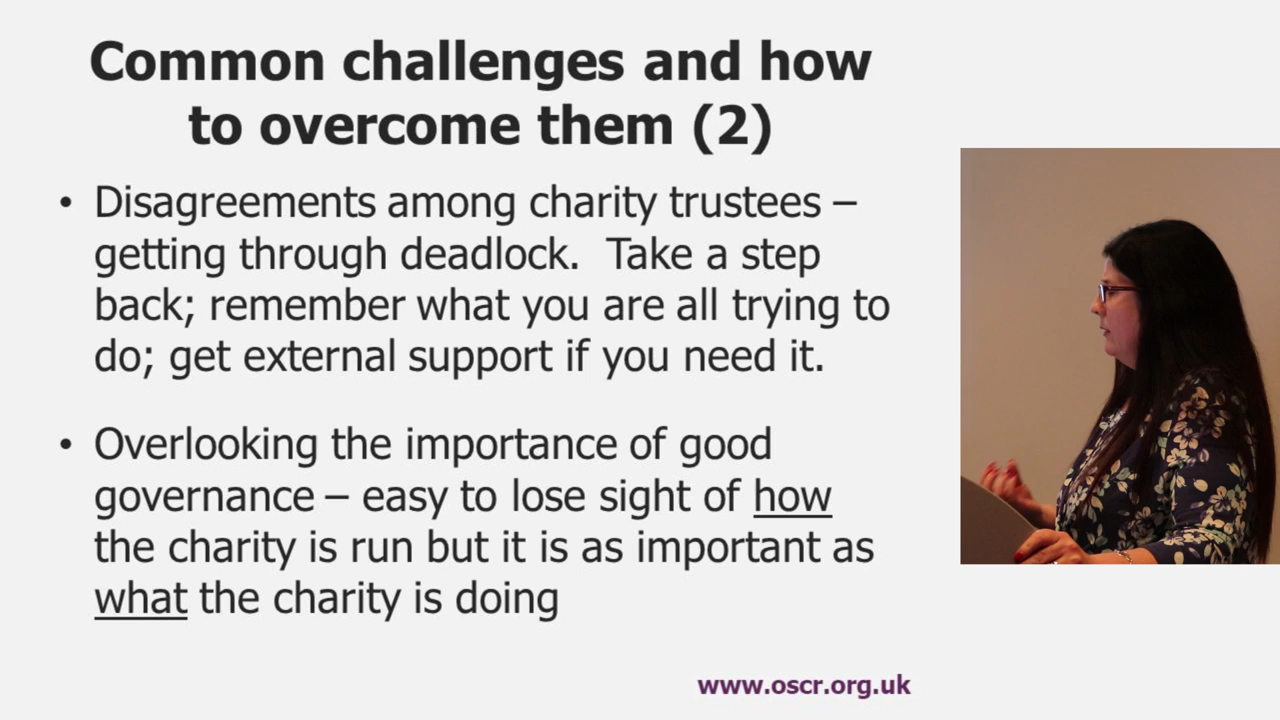 Common challenges and how
to overcome them (2)
• Disagreements among charity trustees –
getting through deadlock.  Take a step
back; remember what you are all trying to
do; get external support if you need it.
• Overlooking the importance of good
governance – easy to lose sight of how
the charity is run but it is as important as
what the charity is doing
www.oscr.org.uk